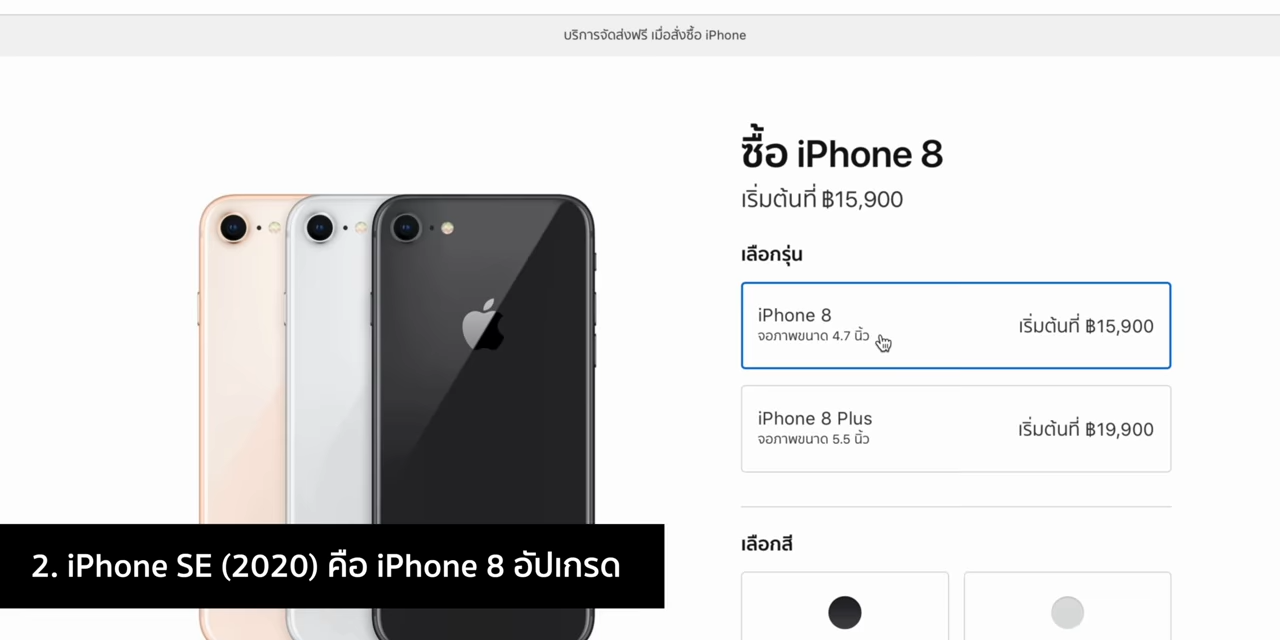 บริการจัดส่งฟรี เมื่อสั่งซื้อ iPhone
ซื้อ iPhone 8
เริ่มต้นที่ ฿15,900
เลือกรุ่น
iPhone 8
จอภาพขนาด 4.7 นิ้ว
เริ่มต้นที่ ฿15,900
iPhone 8 Plus
จอภาพขนาด 5.5 นิ้ว
เริ่มต้นที่ ฿19,900
เลือกสี
2. iPhone SE (2020) คือ iPhone 8 อัปเกรด